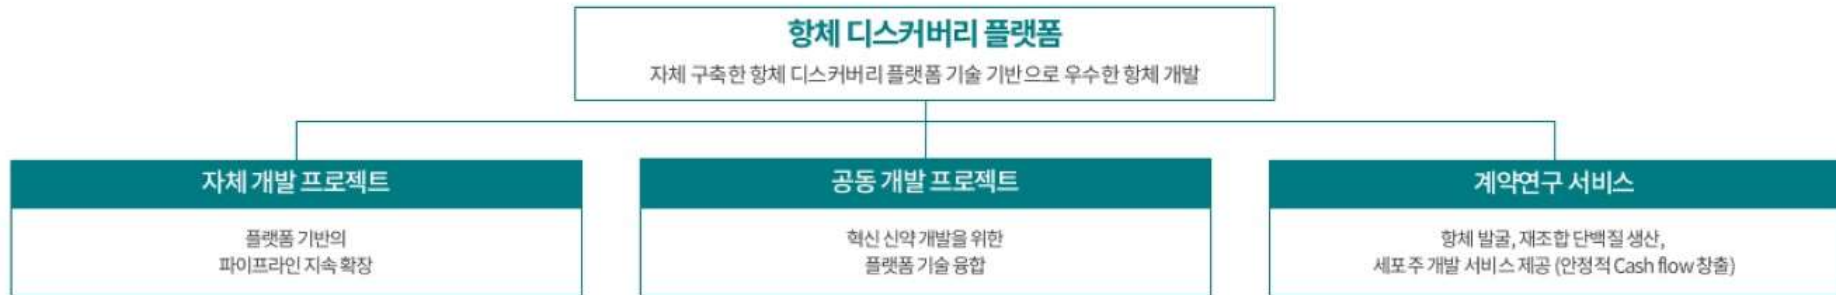 항체 디스커버리 플랫폼
자체 구축한 항체 디스커버리 플랫폼 기술 기반으로 우수한 항체 개발
자체 개발 프로젝트
플랫폼 기반의
파이프라인 지속 확장
공동 개발 프로젝트
혁신 신약 개발을 위한
플랫폼 기술 융합
계약연구 서비스
항체 발굴, 재조합 단백질 생산,
세포주 개발 서비스 제공 (안정적 Cash flow 창출)